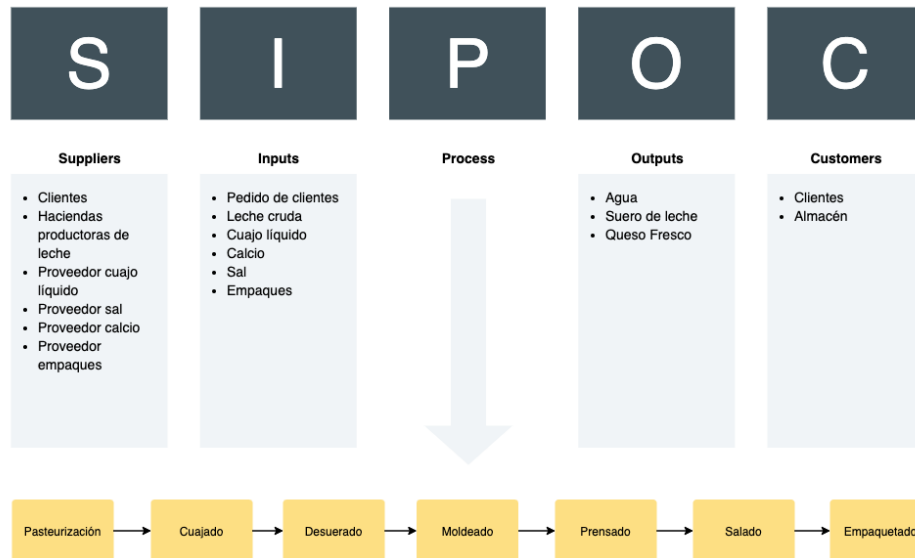 S
I
P
O
C
Suppliers
Inputs
Process
Outputs
Customers
• Clientes
• Haciendas
productoras de
leche
• Proveedor cuajo
líquido
• Proveedor sal
• Proveedor calcio
• Proveedor
empaques
• Pedido de clientes
• Leche cruda
• Cuajo líquido
• Calcio
• Sal
• Empaques
• Agua
• Suero de leche
• Queso Fresco
• Clientes
• Almacén
Pasteurización
Cuajado
Desuerado
Moldeado
Prensado
Salado
Empaquetado